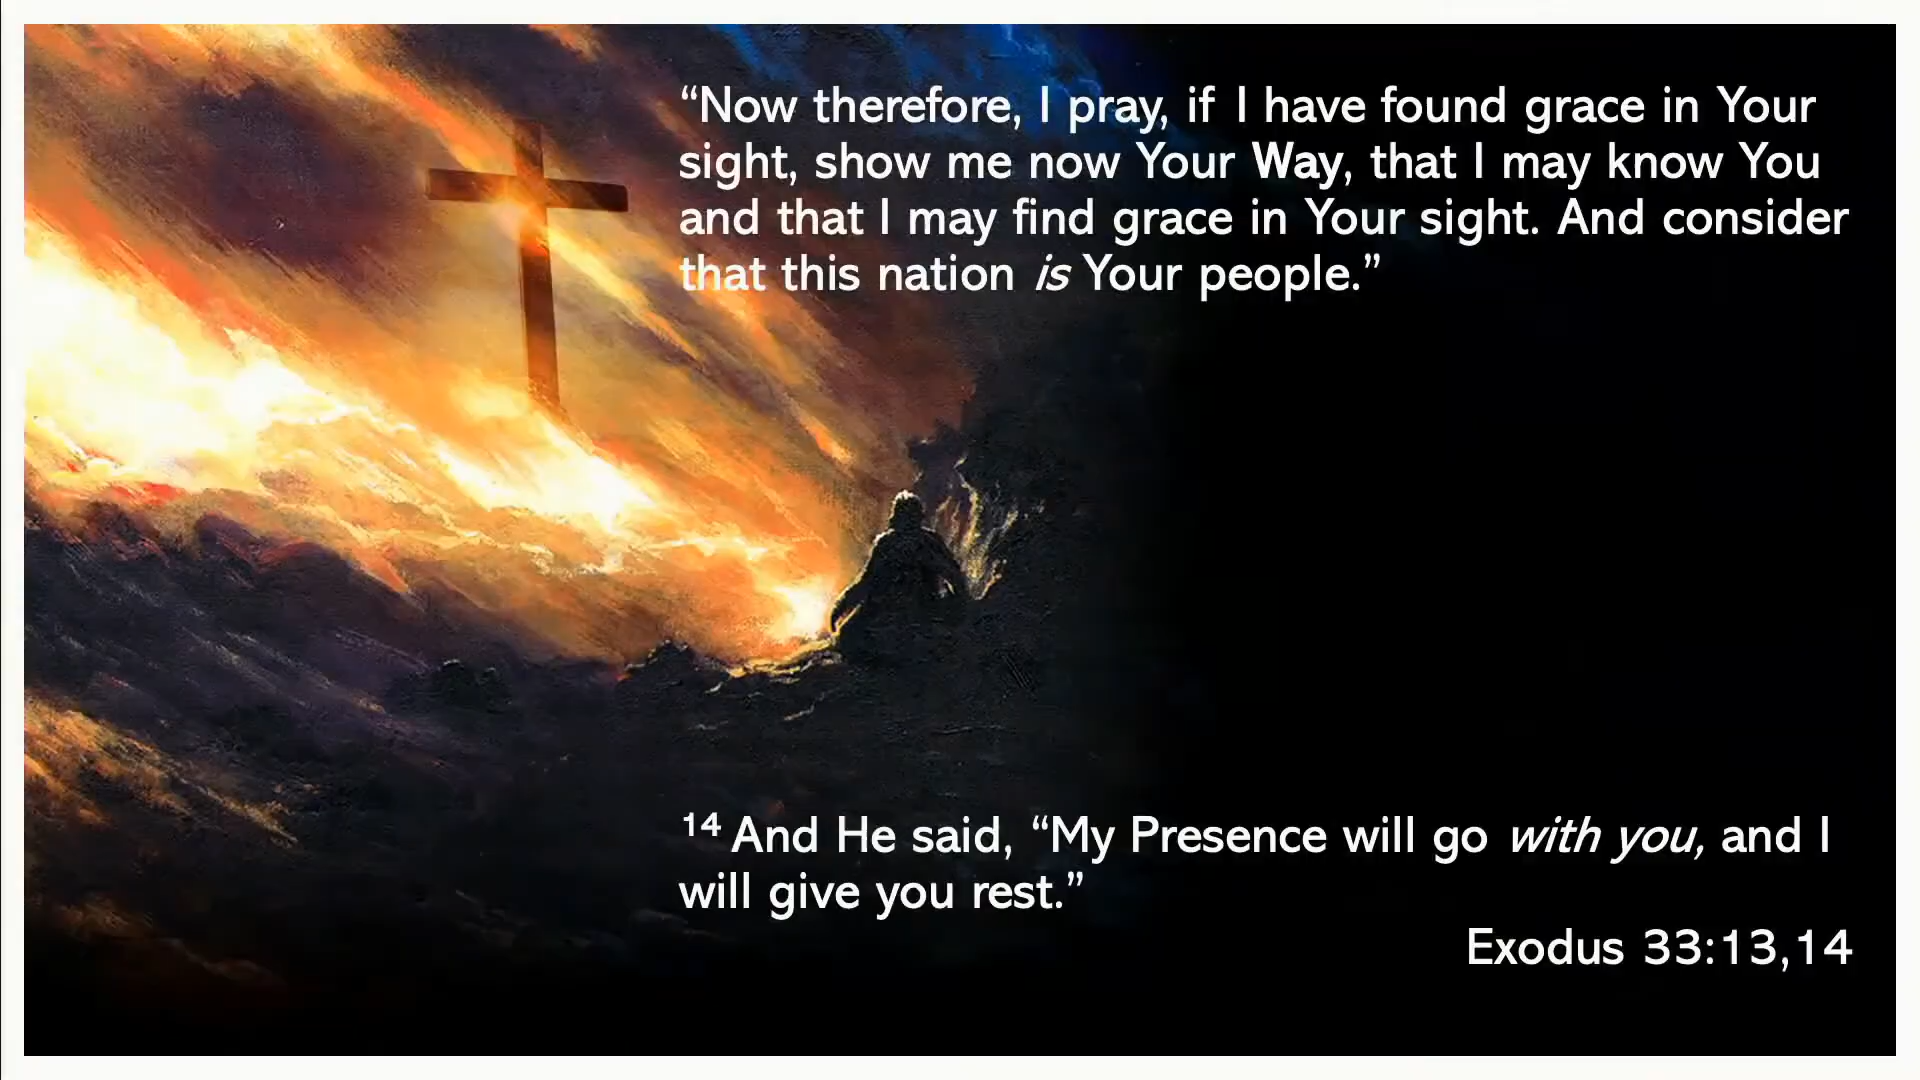 “Now therefore, I pray, if I have found grace in Your
sight, show me now Your Way, that I may know You
and that I may find grace in Your sight. And consider
that this nation is Your people.”
14 And He said, “My Presence will go with you, and I
will give you rest.”
Exodus 33:13,14